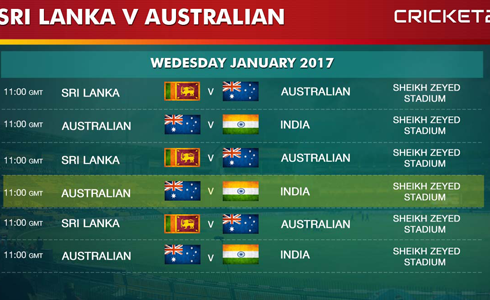 SRI LANKA V AUSTRALIAN
CRICKET2
WEDESDAY JANUARY 2017
11:00 GMT SRI LANKA V AUSTRALIAN SHEIKH ZEYED STADIUM
11:00 GMT AUSTRALIAN V INDIA SHEIKH ZEYED STADIUM
11:00 GMT SRI LANKA V AUSTRALIAN SHEIKH ZEYED STADIUM
11:00 GMT AUSTRALIAN V INDIA SHEIKH ZEYED STADIUM
11:00 GMT SRI LANKA V AUSTRALIAN SHEIKH ZEYED STADIUM
11:00 GMT AUSTRALIAN V INDIA SHEIKH ZEYED STADIUM